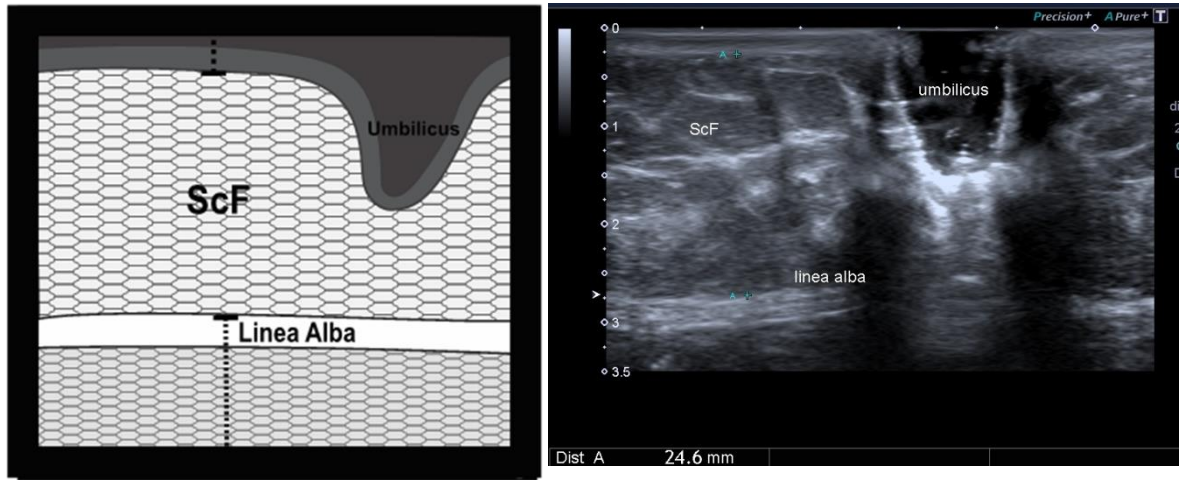 Umbilicus
ScF
Linea Alba
Precision+ APure+ T
0
umbilicus
A
ScF
1
2
linea alba
A
3
3.5
Dist A 24.6 mm